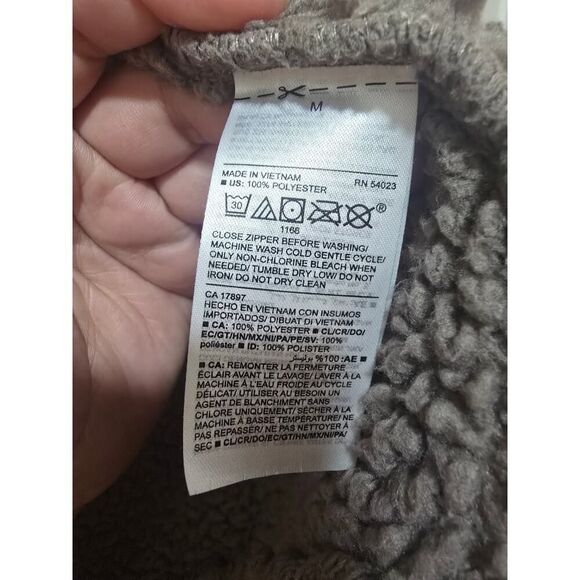 M
MADE IN VIETNAM RN 54023
■ US: 100% POLYESTER
30
1168
CLOSE ZIPPER BEFORE WASHING/
MACHINE WASH COLD GENTLE CYCLE/
ONLY NON-CHLORINE BLEACH WHEN
NEEDED/ TUMBLE DRY LOW/ DO NOT
IRON/ DO NOT DRY CLEAN
CA 17897
HECHO EN VIETNAM CON INSUMOS
IMPORTADOS/ DIBUAT DI VIETNAM
■ CA: 100% POLYESTER ■ CL/CR/DO/
EC/GT/HN/MX/NI/PA/PE/SV: 100%
poliéster ■ ID: 100% POLISTER
■ AE: 100% بوليستر
■ CA: REMONTER LA FERMETURE
ÉCLAIR AVANT LE LAVAGE/ LAVER À LA
MACHINE À L'EAU FROIDE AU CYCLE
DÉLICAT/ UTILISER AU BESOIN UN
AGENT DE BLANCHIMENT SANS
CHLORE UNIQUEMENT/ SÉCHER À LA
MACHINE À BASSE TEMPÉRATURE/ NE
PAS REPASSER/ NE PAS NETTOYER À
SEC ■ CL/CR/DO/EC/GT/HN/MX/NI/PA/